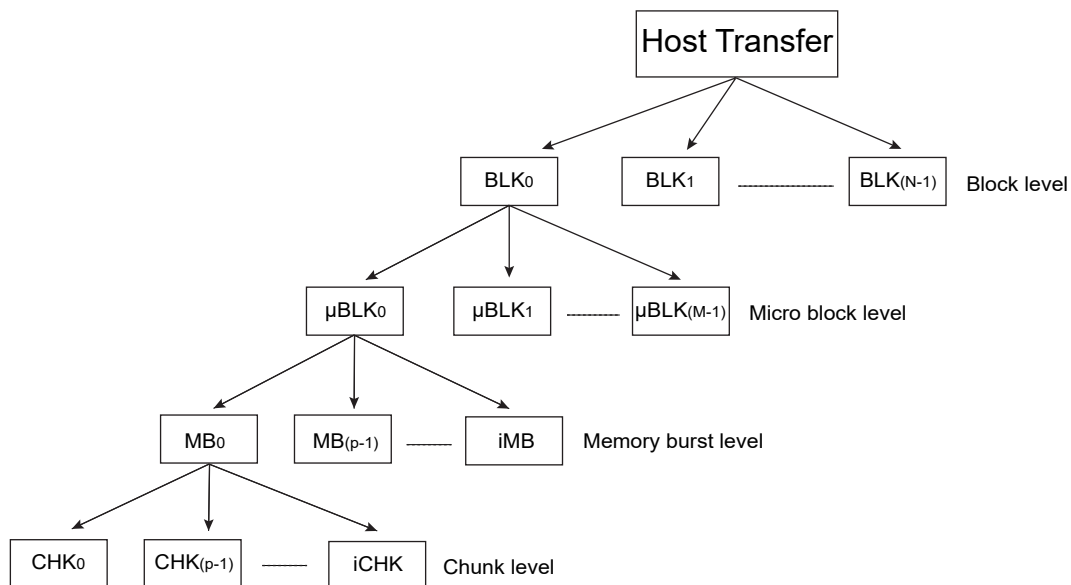 Host Transfer
BLK0 BLK1 BLK(N-1) Block level
µBLK0 µBLK1 µBLK(M-1) Micro block level
MB0 MB(p-1) iMB Memory burst level
CHK0 CHK(p-1) iCHK Chunk level